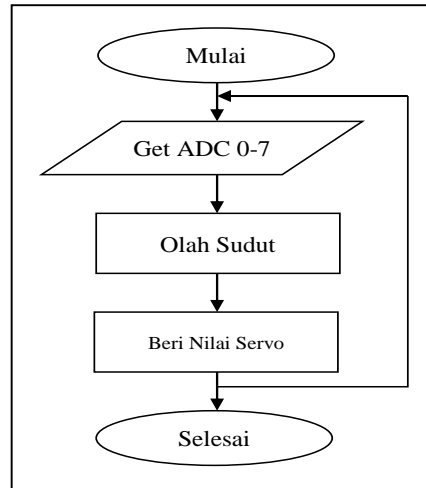 Mulai
Get ADC 0-7
Olah Sudut
Beri Nilai Servo
Selesai